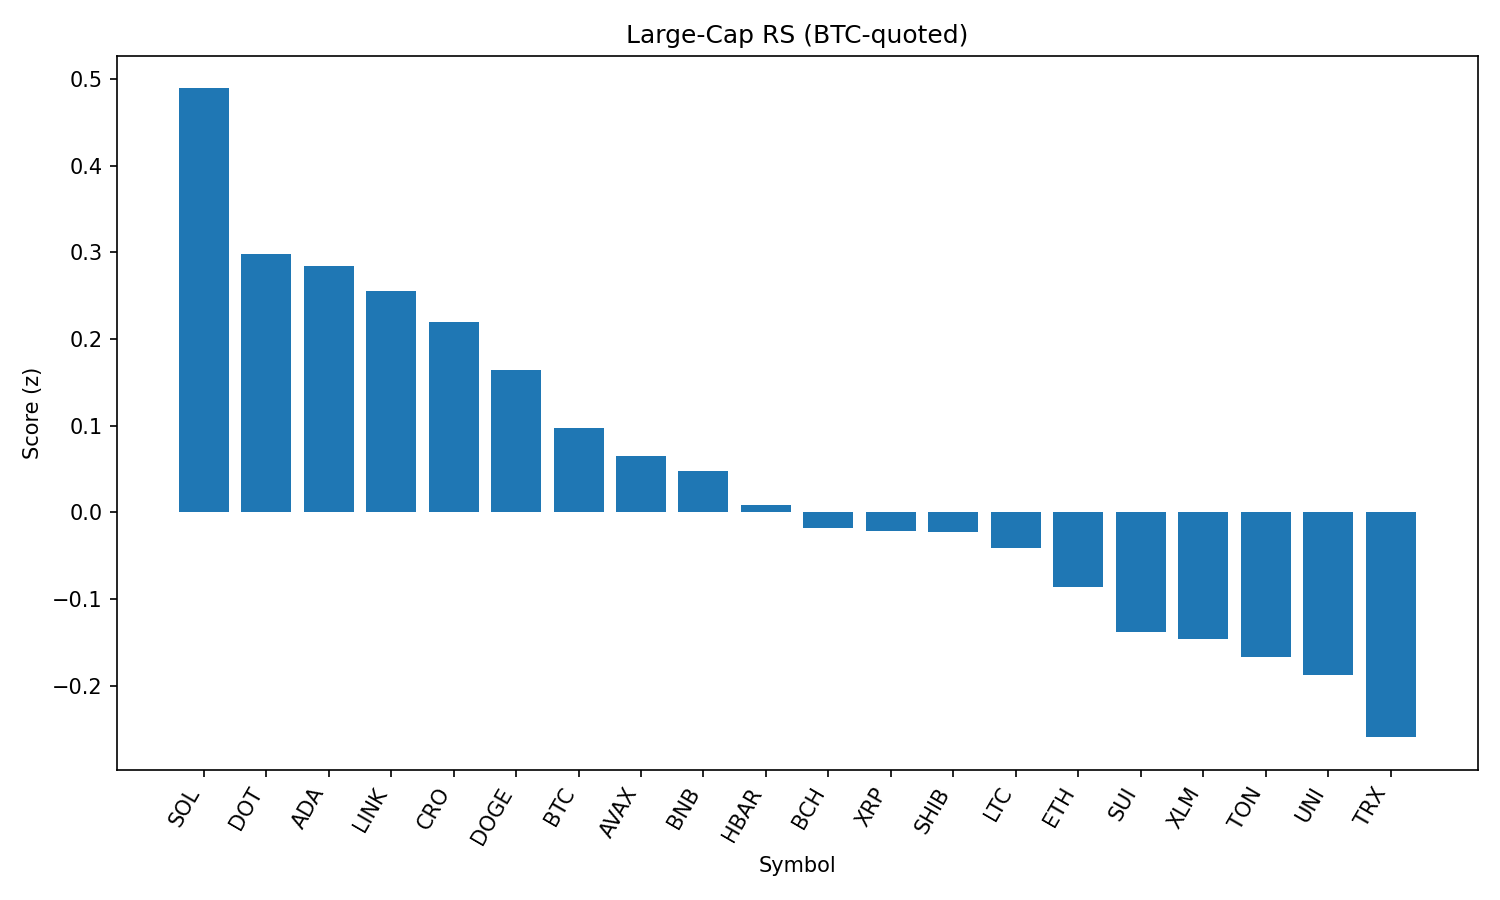 Large-Cap RS (BTC-quoted)
Score (z)
0.5
0.4
0.3
0.2
0.1
0.0
−0.1
−0.2
SOL
DOT
ADA
LINK
CRO
DOGE
BTC
AVAX
BNB
HBAR
BCH
XRP
SHIB
LTC
ETH
SUI
XLM
TON
UNI
TRX
Symbol